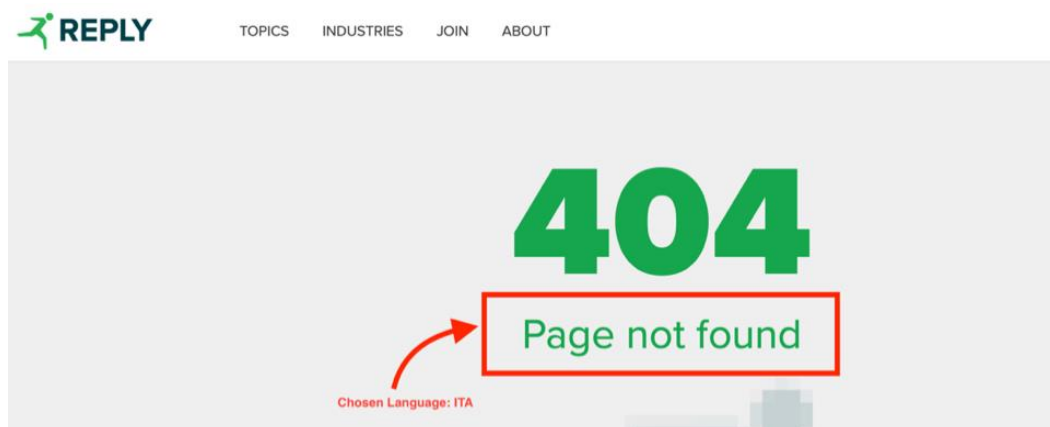 REPLY TOPICS INDUSTRIES JOIN ABOUT
404
Page not found
Chosen Language: ITA